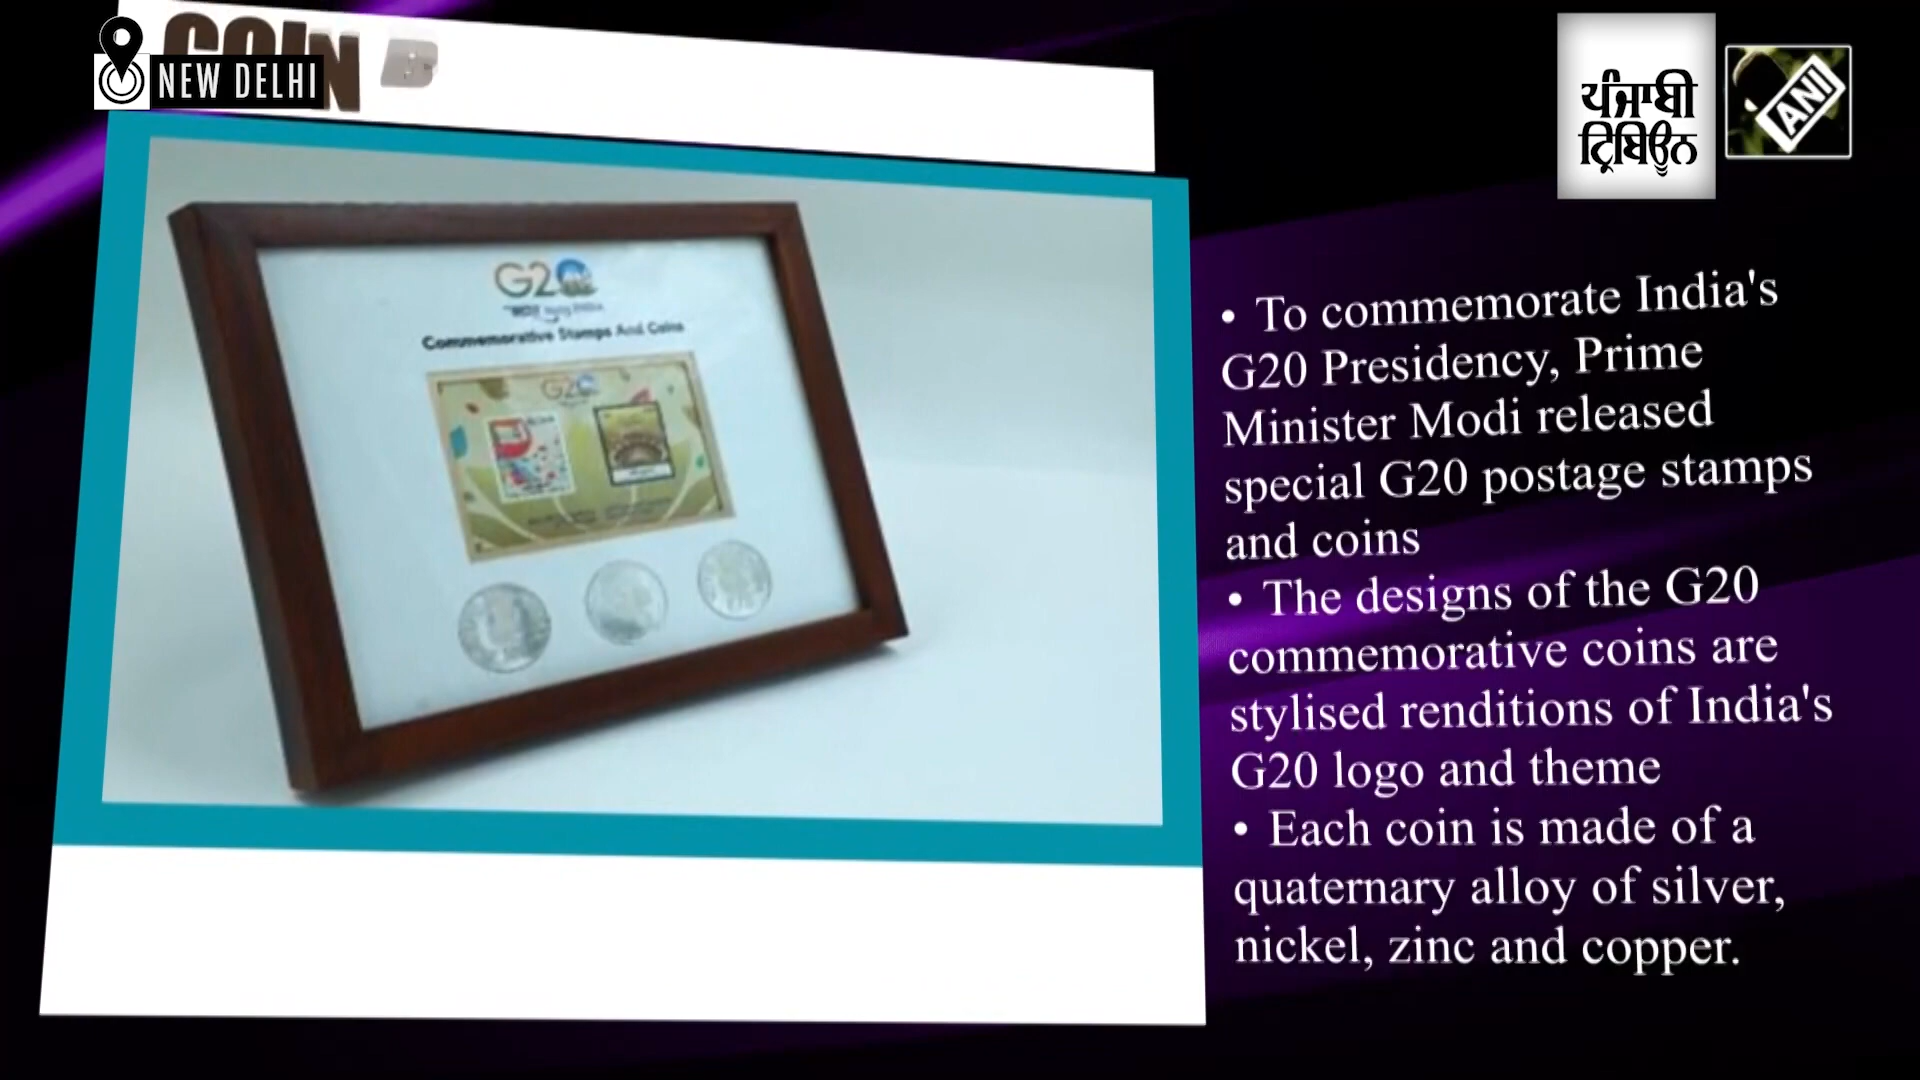 COIN B
NEW DELHI
ਪੰਜਾਬੀ
ਟ੍ਰਿਬਿਊਨ
ANI
G20
Commemorative Stamps And Coins
G20
• To commemorate India's
G20 Presidency, Prime
Minister Modi released
special G20 postage stamps
and coins
• The designs of the G20
commemorative coins are
stylised renditions of India's
G20 logo and theme
• Each coin is made of a
quaternary alloy of silver,
nickel, zinc and copper.